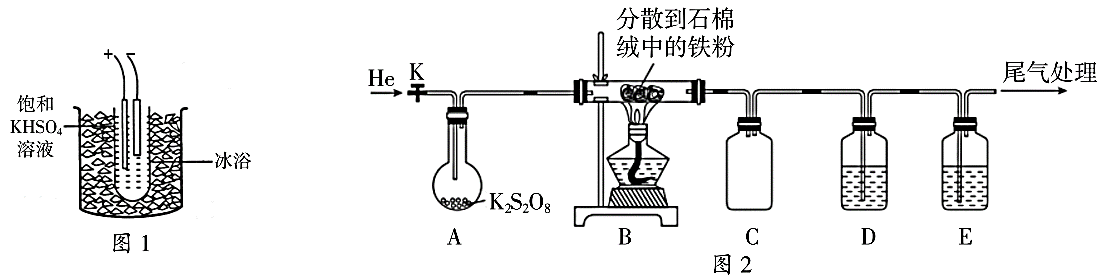 + −
饱和
KHSO₄
溶液
冰浴
图 1
分散到石棉
绒中的铁粉
He
K
K₂S₂O₈
尾气处理
A B C D E
图 2